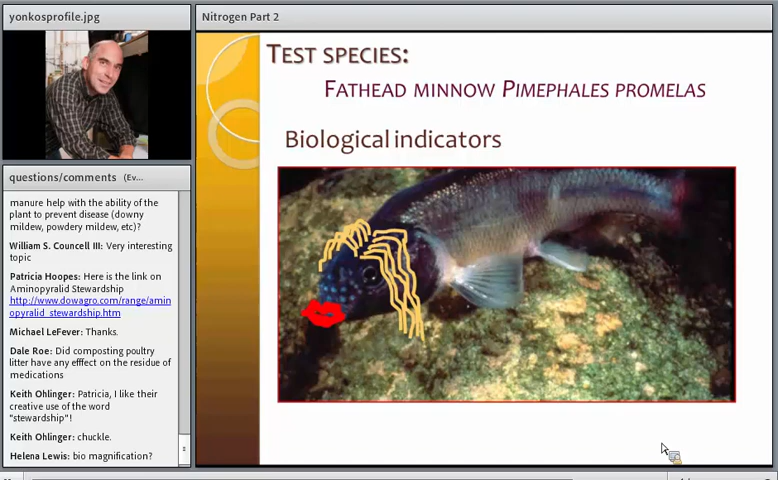 yonkosprofile.jpg
Nitrogen Part 2
TEST SPECIES:
FATHEAD MINNOW PIMEPHALES PROMELAS
Biological indicators
questions/comments (Ev...
manure help with the ability of the
plant to prevent disease (downy
mildew, powdery mildew, etc)?
William S. Councell III: Very interesting
topic
Patricia Hoopes: Here is the link on
Aminopyralid Stewardship
http://www.dowagro.com/range/amin
opyralid_stewardship.htm
Michael LeFever: Thanks.
Dale Roe: Did composting poultry
litter have any efffect on the residue of
medications
Keith Ohlinger: Patricia, I like their
creative use of the word
"stewardship"!
Keith Ohlinger: chuckle.
Helena Lewis: bio magnification?